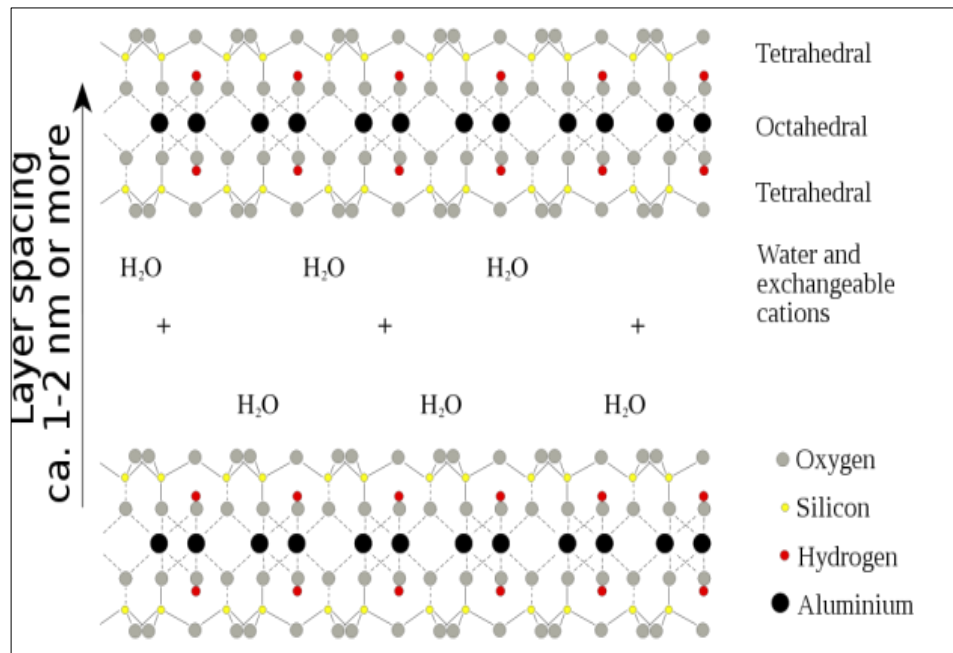 Tetrahedral
Octahedral
Tetrahedral
Layer spacing
ca. 1-2 nm or more
H₂O H₂O H₂O
Water and
exchangeable
cations
+ + +
H₂O H₂O H₂O
Oxygen
Silicon
Hydrogen
Aluminium